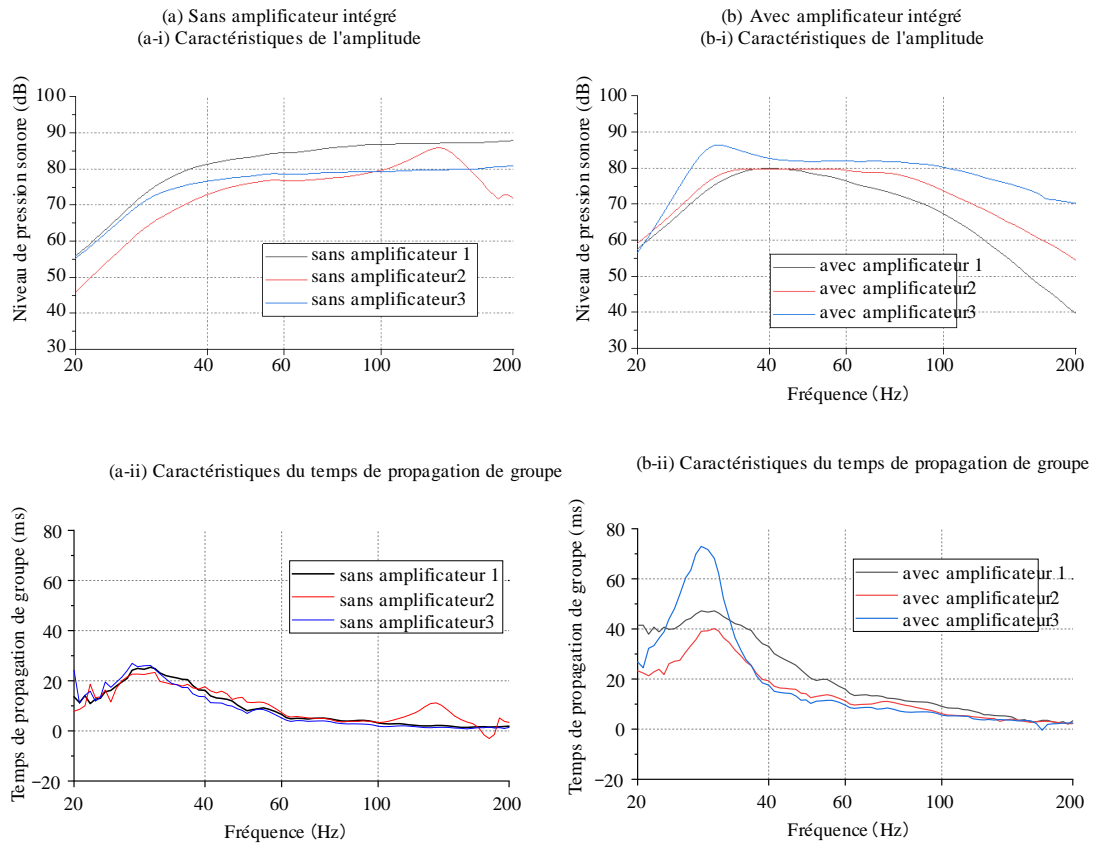 (a) Sans amplificateur intégré
(a-i) Caractéristiques de l'amplitude
Niveau de pression sonore (dB)
100
90
80
70
60
50
40
30
20
40
60
100
200
sans amplificateur 1
sans amplificateur2
sans amplificateur3
(b) Avec amplificateur intégré
(b-i) Caractéristiques de l'amplitude
Niveau de pression sonore (dB)
100
90
80
70
60
50
40
30
20
40
60
100
200
avec amplificateur 1
avec amplificateur2
avec amplificateur3
Fréquence (Hz)
(a-ii) Caractéristiques du temps de propagation de groupe
Temps de propagation de groupe (ms)
80
60
40
20
0
−20
20
40
60
100
200
sans amplificateur 1
sans amplificateur2
sans amplificateur3
Fréquence (Hz)
(b-ii) Caractéristiques du temps de propagation de groupe
Temps de propagation de groupe (ms)
80
60
40
20
0
−20
20
40
60
100
200
avec amplificateur 1
avec amplificateur2
avec amplificateur3
Fréquence (Hz)